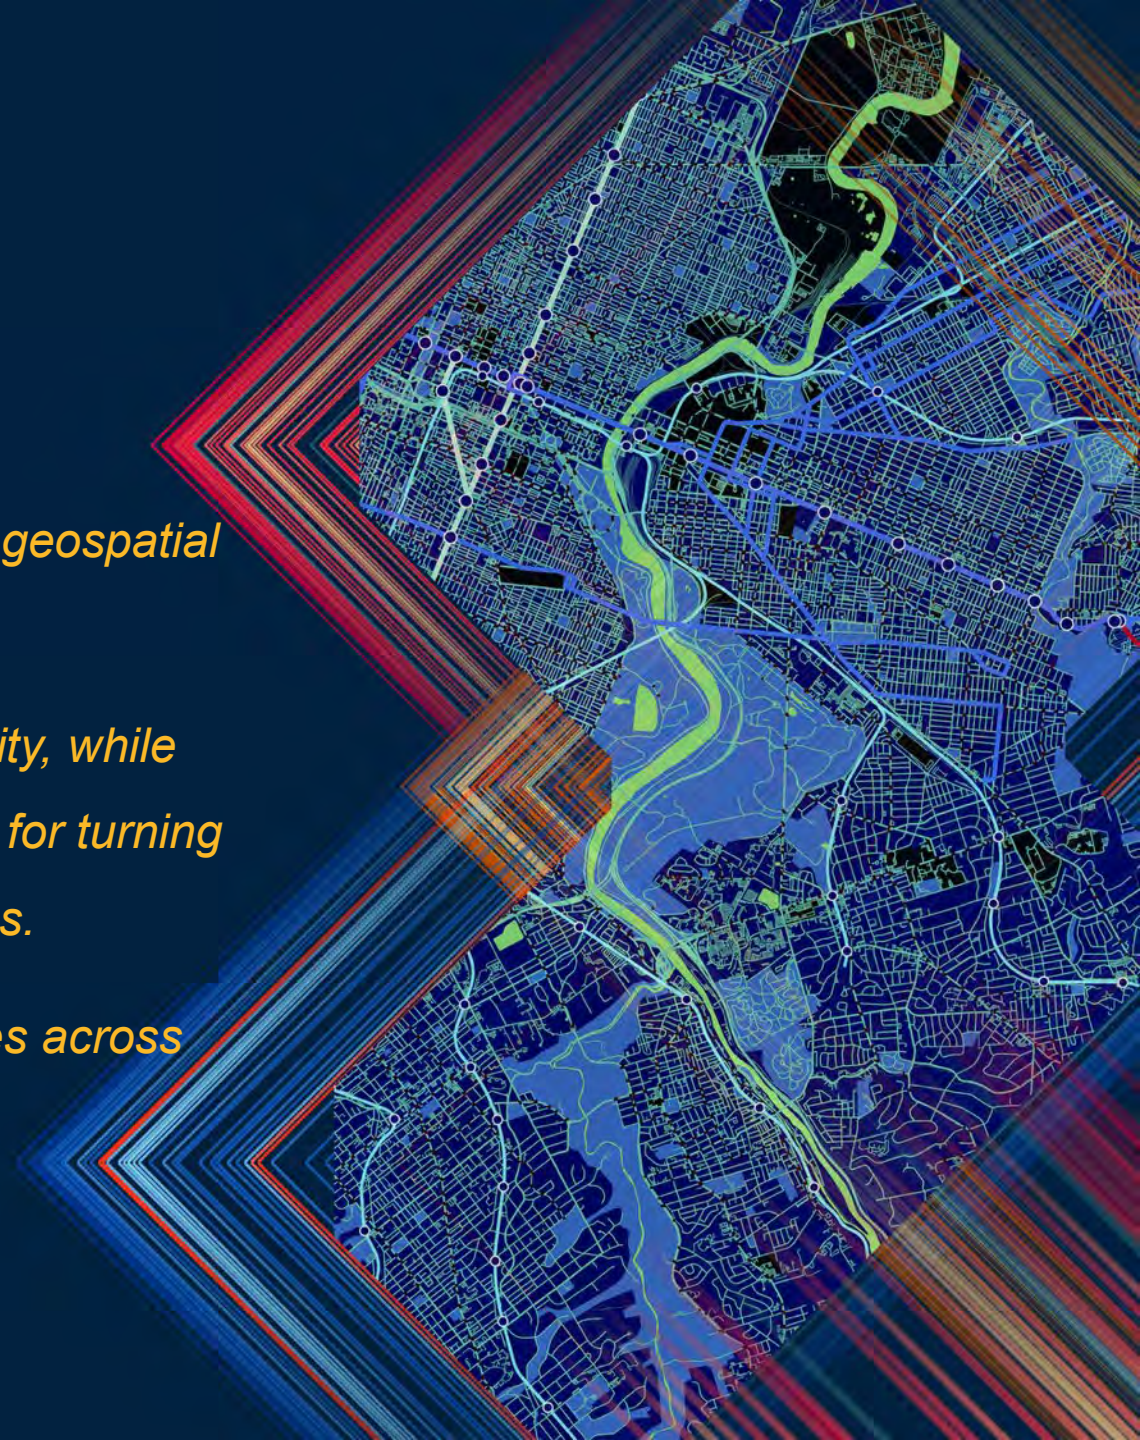 geospatial
ity, while
for turning
s.
es across